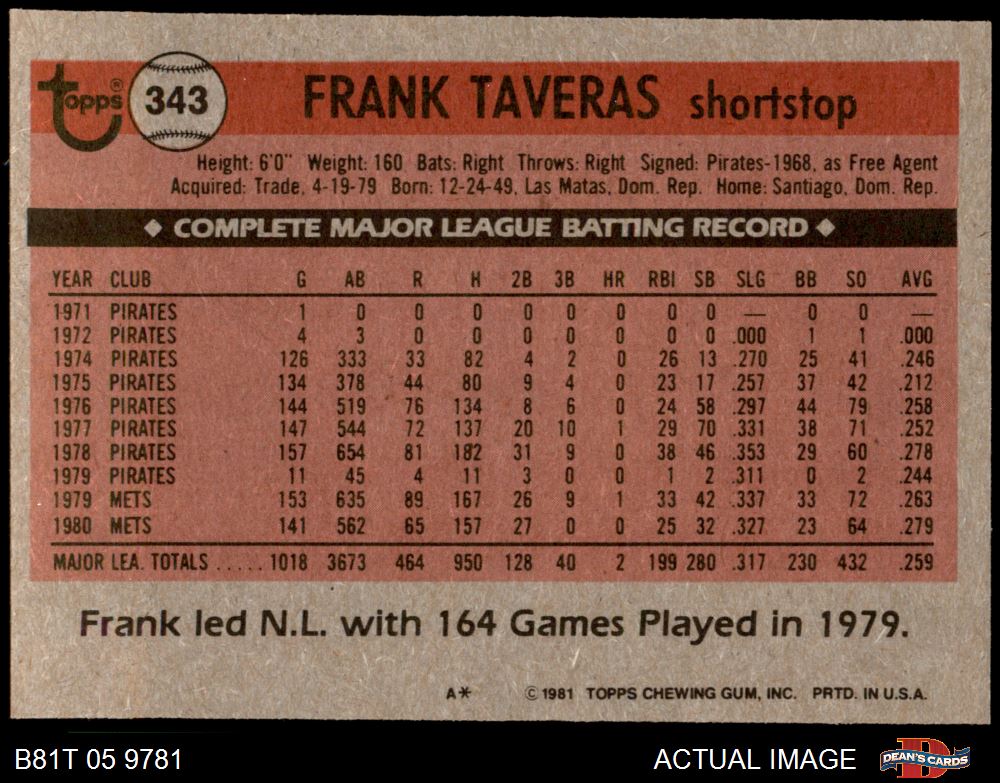 topps® 343 FRANK TAVERAS shortstop
Height: 6'0" Weight: 160 Bats: Right Throws: Right Signed: Pirates-1968, as Free Agent
Acquired: Trade, 4-19-79 Born: 12-24-49, Las Matas, Dom. Rep. Home: Santiago, Dom. Rep.
◆ COMPLETE MAJOR LEAGUE BATTING RECORD ◆
YEAR CLUB G AB R H 2B 3B HR RBI SB SLG BB SO AVG
1971 PIRATES 1 0 0 0 0 0 0 0 0 — 0 0 —
1972 PIRATES 4 3 0 0 0 0 0 0 0 .000 1 1 .000
1974 PIRATES 126 333 33 82 4 2 0 26 13 .270 25 41 .246
1975 PIRATES 134 378 44 80 9 4 0 23 17 .257 37 42 .212
1976 PIRATES 144 519 76 134 8 6 0 24 58 .297 44 79 .258
1977 PIRATES 147 544 72 137 20 10 1 29 70 .331 38 71 .252
1978 PIRATES 157 654 81 182 31 9 0 38 46 .353 29 60 .278
1979 PIRATES 11 45 4 11 3 0 0 1 2 .311 0 2 .244
1979 METS 153 635 89 167 26 9 1 33 42 .337 33 72 .263
1980 METS 141 562 65 157 27 0 0 25 32 .327 23 64 .279
MAJOR LEA. TOTALS ..... 1018 3673 464 950 128 40 2 199 280 .317 230 432 .259
Frank led N.L. with 164 Games Played in 1979.
A* © 1981 TOPPS CHEWING GUM, INC. PRTD. IN U.S.A.
B81T 05 9781 ACTUAL IMAGE DEAN'S CARDS